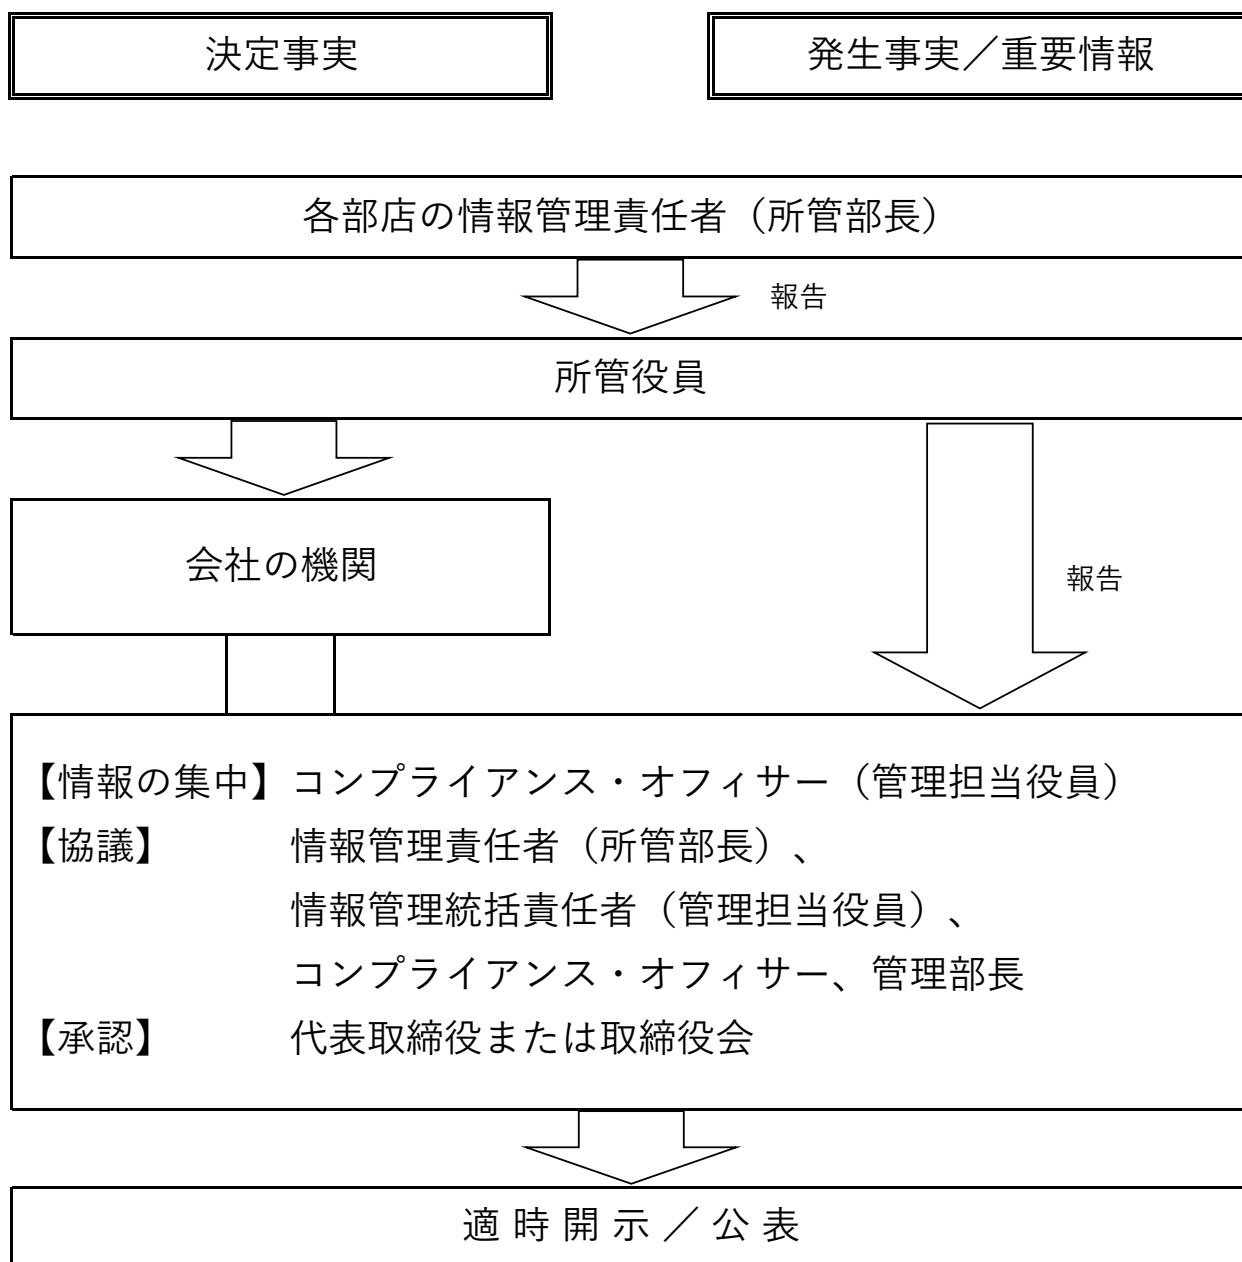 決定事実
発生事実／重要情報
各部店の情報管理責任者（所管部長）
報告
所管役員
会社の機関
報告
【情報の集中】コンプライアンス・オフィサー（管理担当役員）
【協議】 情報管理責任者（所管部長）、
情報管理統括責任者（管理担当役員）、
コンプライアンス・オフィサー、管理部長
【承認】 代表取締役または取締役会
適時開示／公表